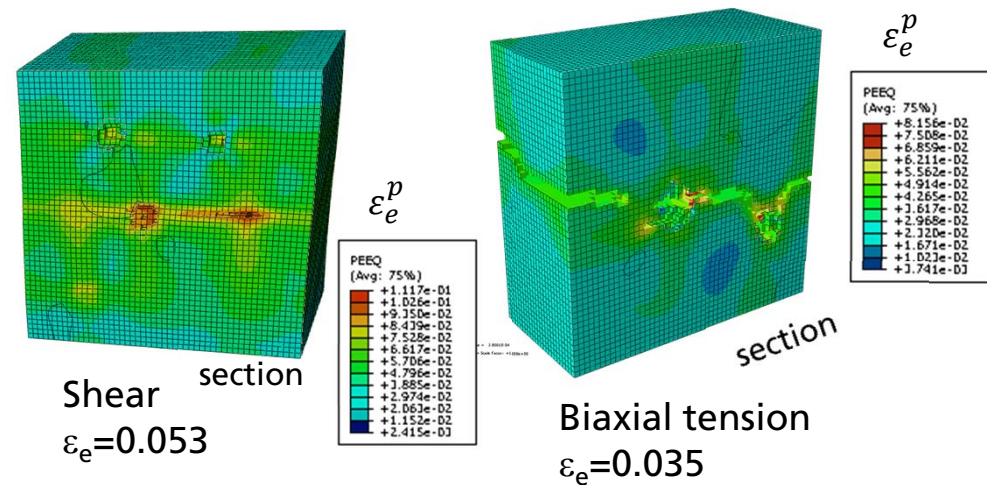 ε_e^p
PEEQ
(Avg: 75%)
+1.117e-01
+1.026e-01
+9.350e-02
+8.439e-02
+7.528e-02
+6.617e-02
+5.706e-02
+4.796e-02
+3.885e-02
+2.974e-02
+2.063e-02
+1.152e-02
+2.415e-03
section
Shear
ε_e=0.053
ε_e^p
PEEQ
(Avg: 75%)
+8.156e-02
+7.508e-02
+6.859e-02
+6.211e-02
+5.562e-02
+4.914e-02
+4.265e-02
+3.617e-02
+2.968e-02
+2.320e-02
+1.671e-02
+1.023e-02
+3.741e-03
section
Biaxial tension
ε_e=0.035